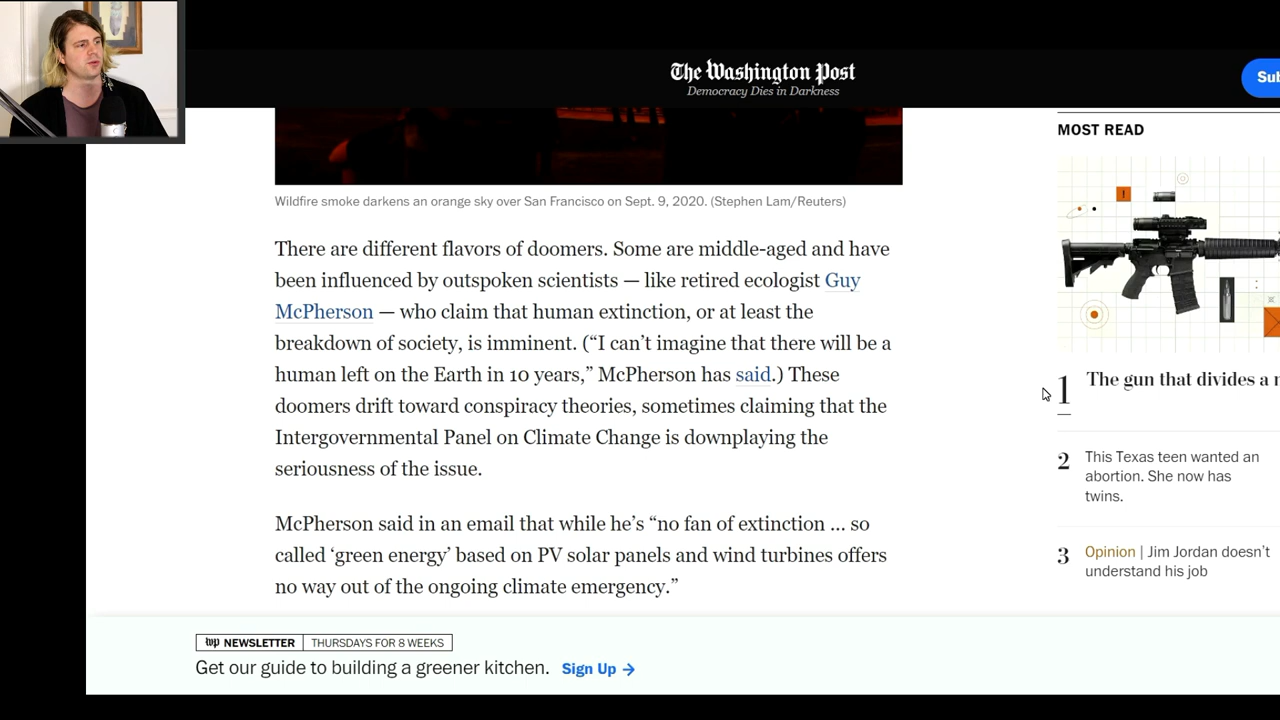 The Washington Post
Democracy Dies in Darkness
Sub
Wildfire smoke darkens an orange sky over San Francisco on Sept. 9, 2020. (Stephen Lam/Reuters)
There are different flavors of doomers. Some are middle-aged and have
been influenced by outspoken scientists — like retired ecologist Guy
McPherson — who claim that human extinction, or at least the
breakdown of society, is imminent. (“I can’t imagine that there will be a
human left on the Earth in 10 years,” McPherson has said.) These
doomers drift toward conspiracy theories, sometimes claiming that the
Intergovernmental Panel on Climate Change is downplaying the
seriousness of the issue.
McPherson said in an email that while he’s “no fan of extinction ... so
called ‘green energy’ based on PV solar panels and wind turbines offers
no way out of the ongoing climate emergency.”
MOST READ
1
The gun that divides a
2
This Texas teen wanted an
abortion. She now has
twins.
3
Opinion | Jim Jordan doesn’t
understand his job
wp NEWSLETTER THURSDAYS FOR 8 WEEKS
Get our guide to building a greener kitchen. Sign Up →